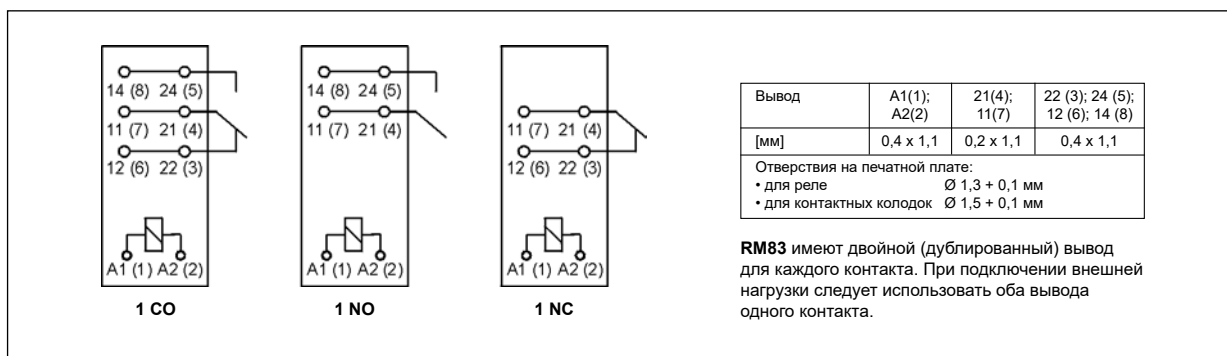 14 (8) 24 (5)
11 (7) 21 (4)
12 (6) 22 (3)
A1 (1) A2 (2)
1 CO
14 (8) 24 (5)
11 (7) 21 (4)
A1 (1) A2 (2)
1 NO
11 (7) 21 (4)
12 (6) 22 (3)
A1 (1) A2 (2)
1 NC
Вывод A1(1); 21(4); 22 (3); 24 (5);
A2(2) 11(7) 12 (6); 14 (8)
[мм] 0,4 x 1,1 0,2 x 1,1 0,4 x 1,1
Отверствия на печатной плате:
• для реле Ø 1,3 + 0,1 мм
• для контактных колодок Ø 1,5 + 0,1 мм
RM83 имеют двойной (дублированный) вывод
для каждого контакта. При подключении внешней
нагрузки следует использовать оба вывода
одного контакта.